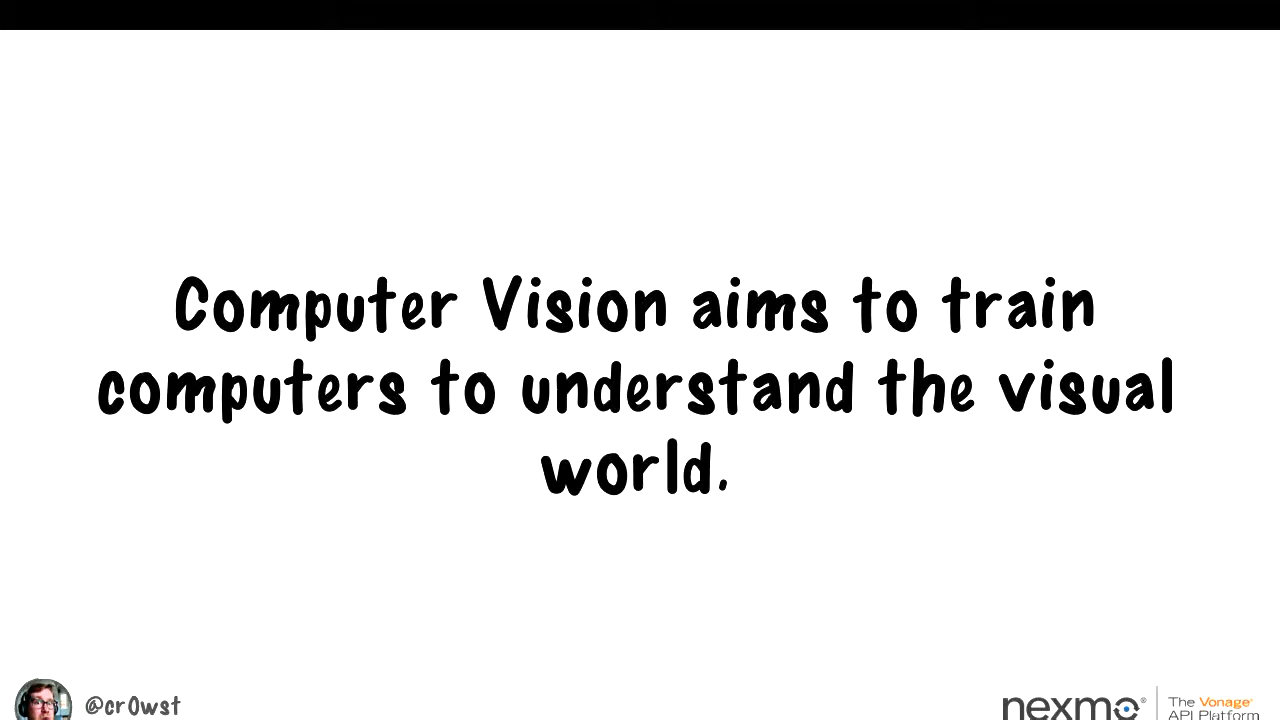 Computer Vision aims to train
computers to understand the visual
world.
@cr0wst
nexmo® The Vonage®
API Platform